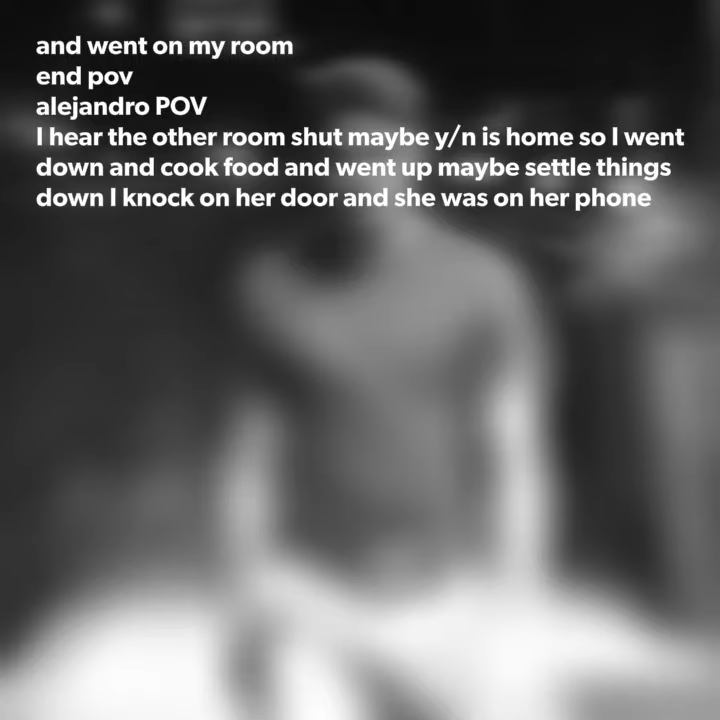 and went on my room
end pov
alejandro POV
I hear the other room shut maybe y/n is home so I went
down and cook food and went up maybe settle things
down I knock on her door and she was on her phone